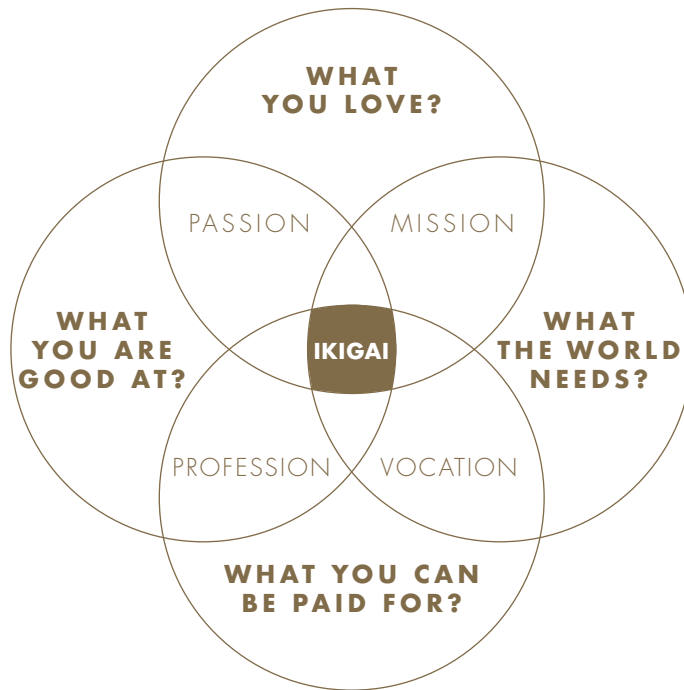 WHAT
YOU LOVE?
PASSION
MISSION
WHAT
YOU ARE
GOOD AT?
IKIGAI
WHAT
THE WORLD
NEEDS?
PROFESSION
VOCATION
WHAT YOU CAN
BE PAID FOR?